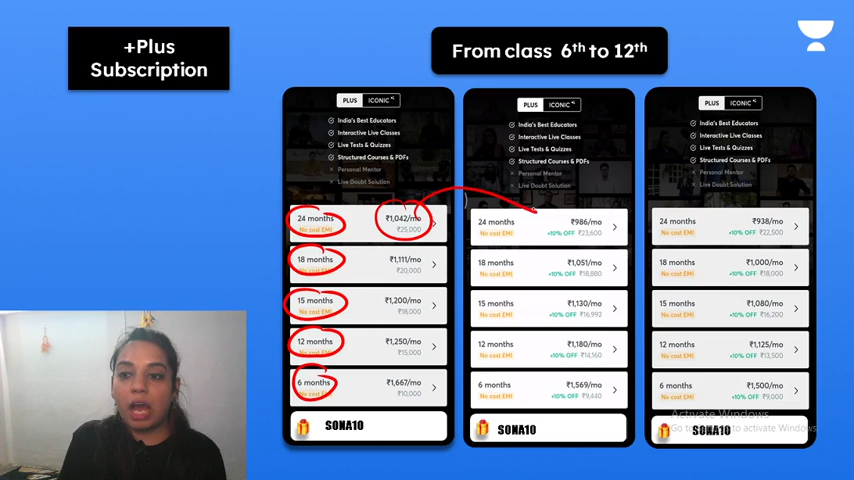 +Plus
Subscription
From class 6th to 12th
PLUS ICONIC
India's Best Educators
Interactive Live Classes
Live Tests & Quizzes
Structured Courses & PDFs
Personal Mentor
Live Doubt Solution
24 months ₹1,042/mo
No cost EMI ₹25,000
18 months ₹1,111/mo
No cost EMI ₹20,000
15 months ₹1,200/mo
No cost EMI ₹18,000
12 months ₹1,250/mo
No cost EMI ₹15,000
6 months ₹1,667/mo
No cost EMI ₹10,000
SONA10
PLUS ICONIC
India's Best Educators
Interactive Live Classes
Live Tests & Quizzes
Structured Courses & PDFs
Personal Mentor
Live Doubt Solution
24 months ₹986/mo
No cost EMI +10% OFF ₹23,600
18 months ₹1,051/mo
No cost EMI +10% OFF ₹18,880
15 months ₹1,130/mo
No cost EMI +10% OFF ₹16,992
12 months ₹1,180/mo
No cost EMI +10% OFF ₹14,160
6 months ₹1,569/mo
No cost EMI +10% OFF ₹9,440
SONA10
PLUS ICONIC
India's Best Educators
Interactive Live Classes
Live Tests & Quizzes
Structured Courses & PDFs
Personal Mentor
Live Doubt Solution
24 months ₹938/mo
No cost EMI +10% OFF ₹22,500
18 months ₹1,000/mo
No cost EMI +10% OFF ₹18,000
15 months ₹1,080/mo
No cost EMI +10% OFF ₹16,200
12 months ₹1,125/mo
No cost EMI +10% OFF ₹13,500
6 months ₹1,500/mo
No cost EMI +10% OFF ₹9,000
SONA10
Activate Windows
Go to to activate Windows.